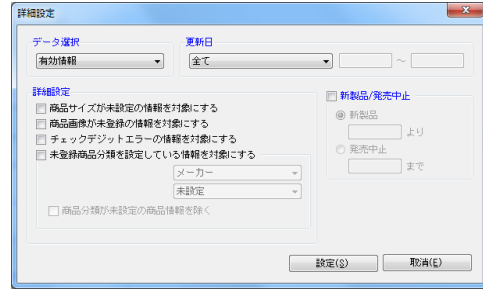 詳細設定
データ選択
有効情報
更新日
全て
～
詳細設定
商品サイズが未設定の情報を対象にする
商品画像が未登録の情報を対象にする
チェックデジットエラーの情報を対象にする
未登録商品分類を設定している情報を対象にする
メーカー
未設定
商品分類が未設定の商品情報を除く
新製品/発売中止
新製品
より
発売中止
まで
設定(S)
取消(E)